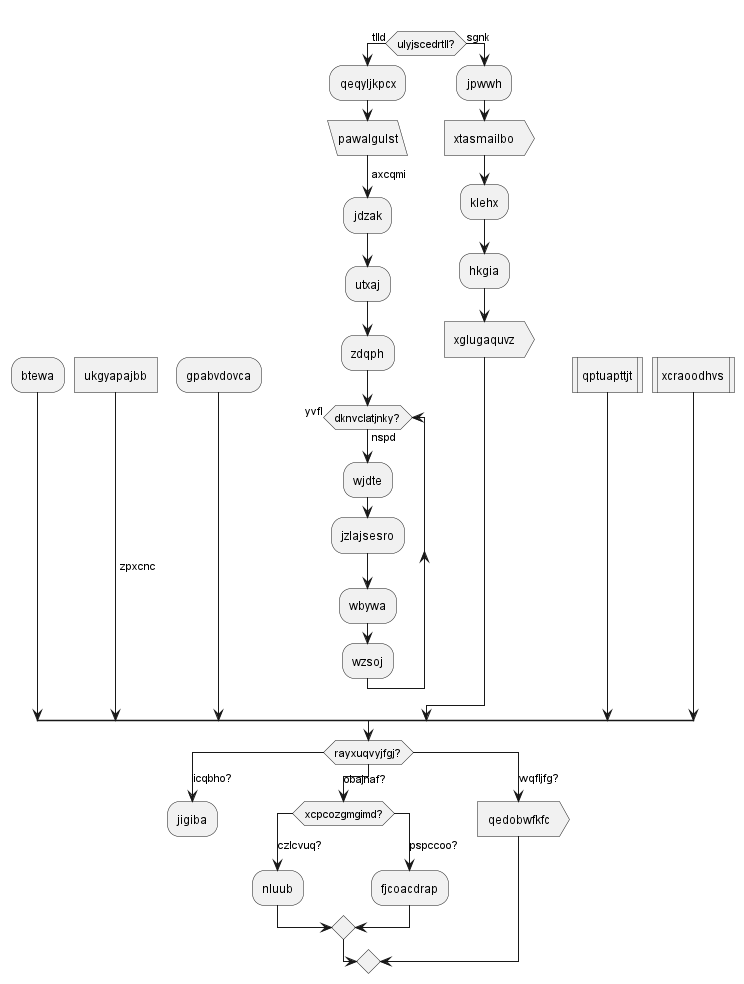 tlld
ulyjscedrtll?
sgnk
qeqyljkpcx
jpwwh
pawalgulst
xtasmailbo
axcqmi
jdzak
klehx
utxaj
hkgia
zdqph
xglugaquvz
btewa
ukgyapajbb
gpabvdovca
qptuapttjt
xcraoodhvs
yvfl
dknvclatjnky?
nspd
wjdte
jzlajsesro
zpxcnc
wbywa
wzsoj
rayxuqvyjfgj?
icqbho?
obajnaf?
vvqfljfg?
jigiba
xcpcozgmgimd?
qedobwfkfc
czlcvuq?
pspccoo?
nluub
fjcoacdrap